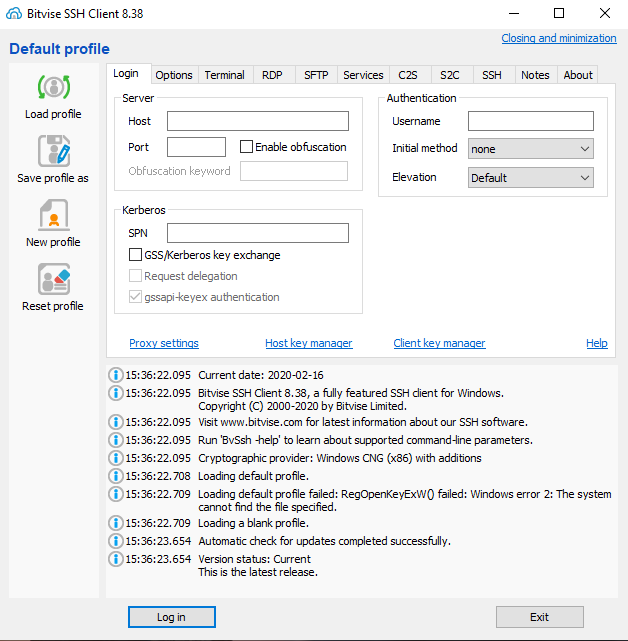 Bitvise SSH Client 8.38
Closing and minimization
Default profile
Load profile
Save profile as
New profile
Reset profile
Login Options Terminal RDP SFTP Services C2S S2C SSH Notes About
Server
Host
Port Enable obfuscation
Obfuscation keyword
Authentication
Username
Initial method none
Elevation Default
Kerberos
SPN
GSS/Kerberos key exchange
Request delegation
gssapi-keyex authentication
Proxy settings Host key manager Client key manager Help
15:36:22.095 Current date: 2020-02-16
15:36:22.095 Bitvise SSH Client 8.38, a fully featured SSH client for Windows.
Copyright (C) 2000-2020 by Bitvise Limited.
15:36:22.095 Visit www.bitvise.com for latest information about our SSH software.
15:36:22.095 Run 'BvSsh -help' to learn about supported command-line parameters.
15:36:22.095 Cryptographic provider: Windows CNG (x86) with additions
15:36:22.708 Loading default profile.
15:36:22.709 Loading default profile failed: RegOpenKeyExW() failed: Windows error 2: The system
cannot find the file specified.
15:36:22.709 Loading a blank profile.
15:36:23.654 Automatic check for updates completed successfully.
15:36:23.654 Version status: Current
This is the latest release.
Log in Exit